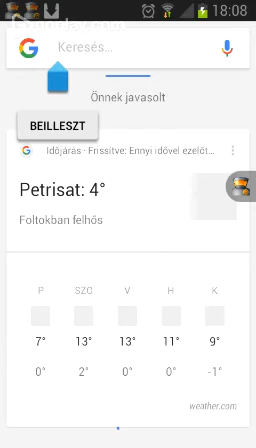 18:08
Keresés...
Önnek javasolt
BEILLESZT
Időjárás · Frissítve: Ennyi idővel ezelőt...
Petrisat: 4°
Foltokban felhős
P SZO V H K
7° 13° 13° 11° 9°
0° 2° 0° 0° -1°
weather.com